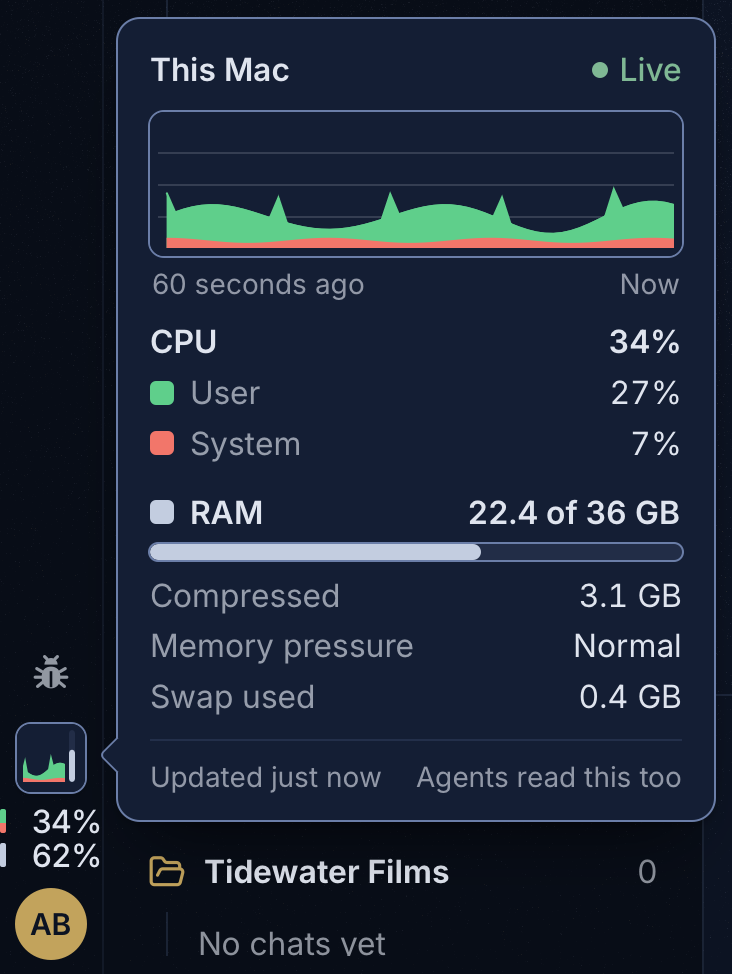 This Mac
Live
60 seconds ago Now
CPU 34%
User 27%
System 7%
RAM 22.4 of 36 GB
Compressed 3.1 GB
Memory pressure Normal
Swap used 0.4 GB
Updated just now Agents read this too
34%
62%
Tidewater Films 0
AB
No chats yet